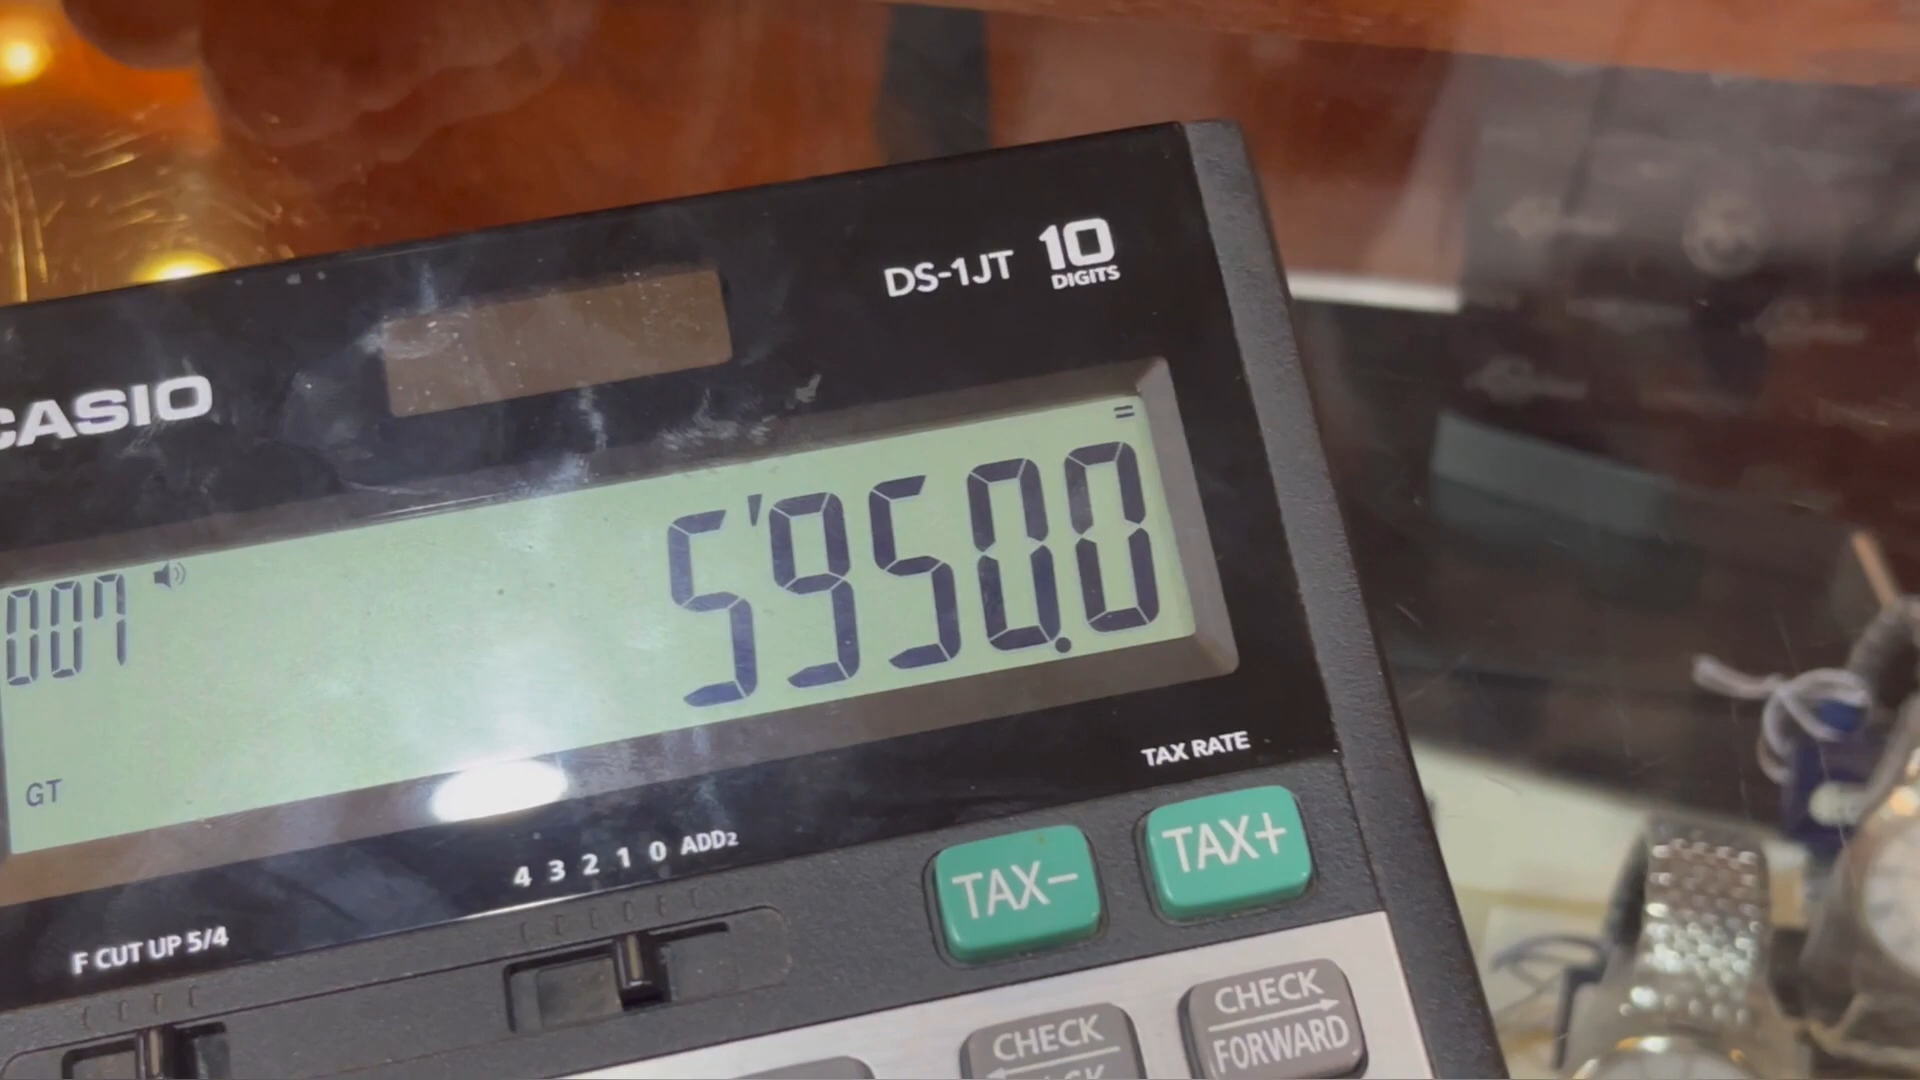 DS-1JT 10
DIGITS
CASIO
=
007 5'950.0
GT
TAX RATE
4 3 2 1 0 ADD2
TAX- TAX+
F CUT UP 5/4
CHECK
FORWARD
CHECK